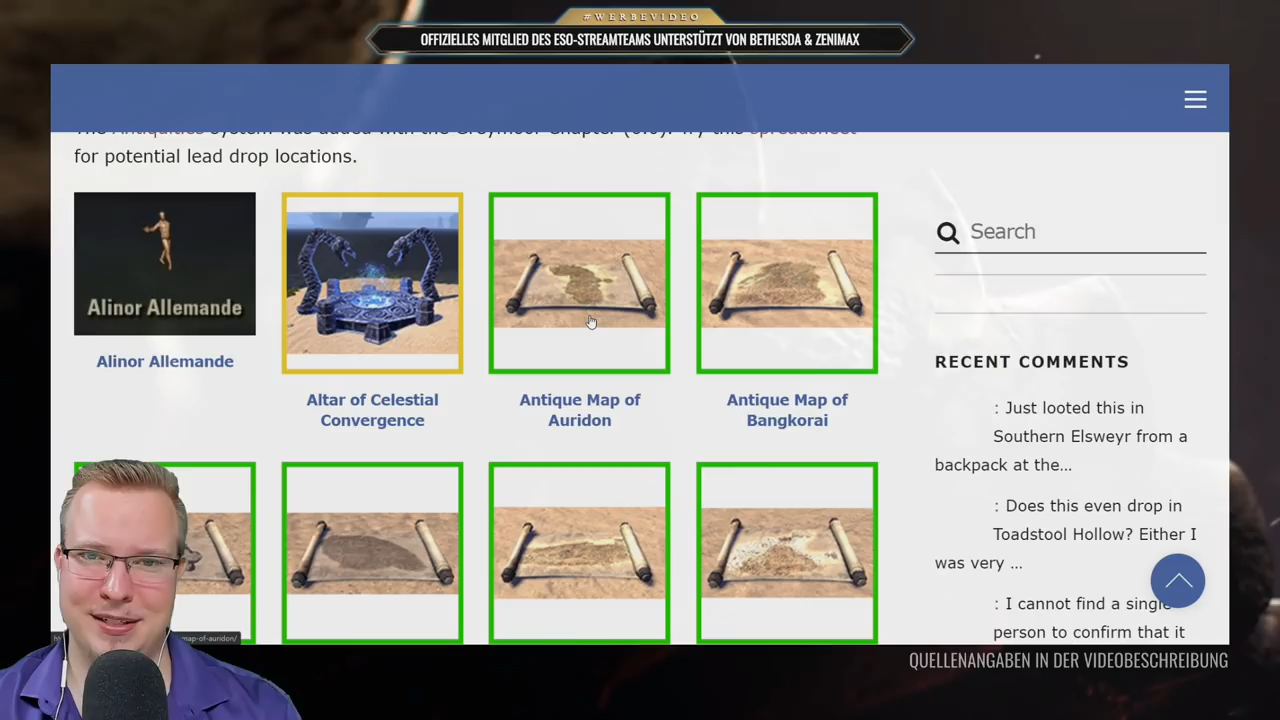 #WERBEVIDEO
OFFIZIELLES MITGLIED DES ESO-STREAMTEAMS UNTERSTÜTZT VON BETHESDA & ZENIMAX
for potential lead drop locations.
Search
Alinor Allemande
Alinor Allemande
Altar of Celestial
Convergence
Antique Map of
Auridon
Antique Map of
Bangkorai
RECENT COMMENTS
: Just looted this in
Southern Elsweyr from a
backpack at the...
: Does this even drop in
Toadstool Hollow? Either I
was very ...
: I cannot find a single
person to confirm that it
map-of-auridon/
QUELLENANGABEN IN DER VIDEOBESCHREIBUNG